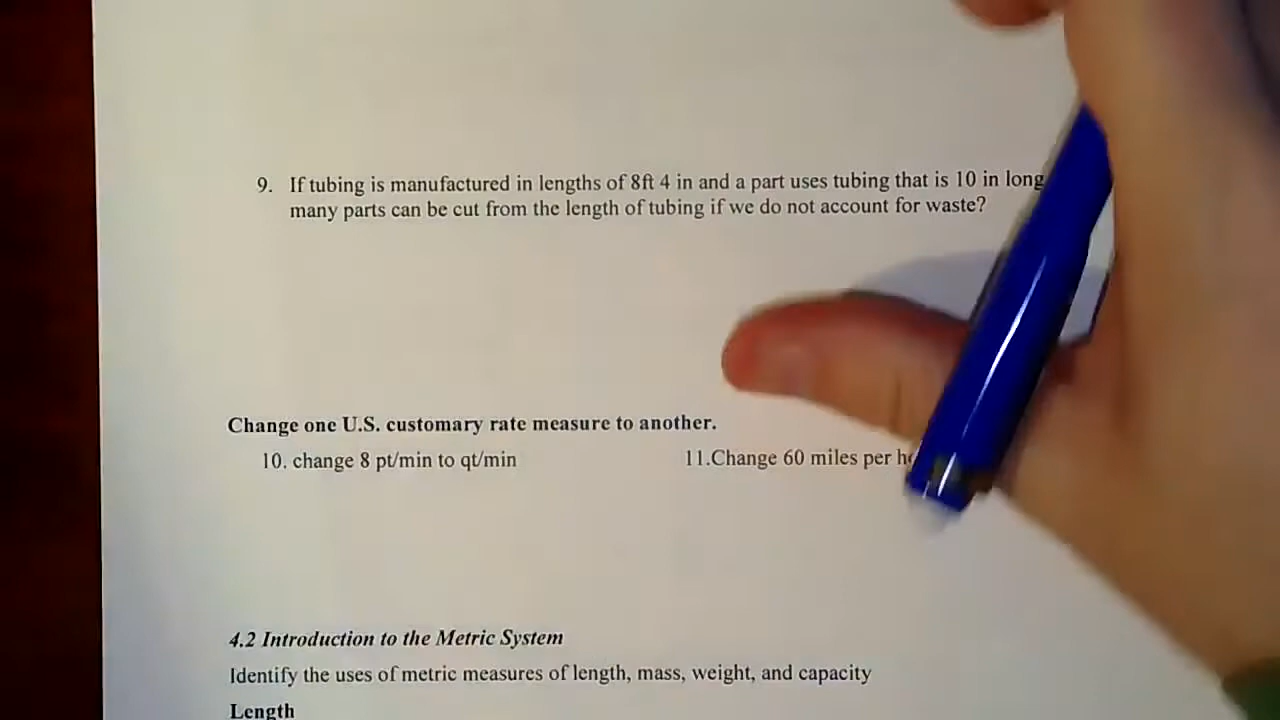 9. If tubing is manufactured in lengths of 8ft 4 in and a part uses tubing that is 10 in long
many parts can be cut from the length of tubing if we do not account for waste?
Change one U.S. customary rate measure to another.
10. change 8 pt/min to qt/min 11.Change 60 miles per
4.2 Introduction to the Metric System
Identify the uses of metric measures of length, mass, weight, and capacity
Length